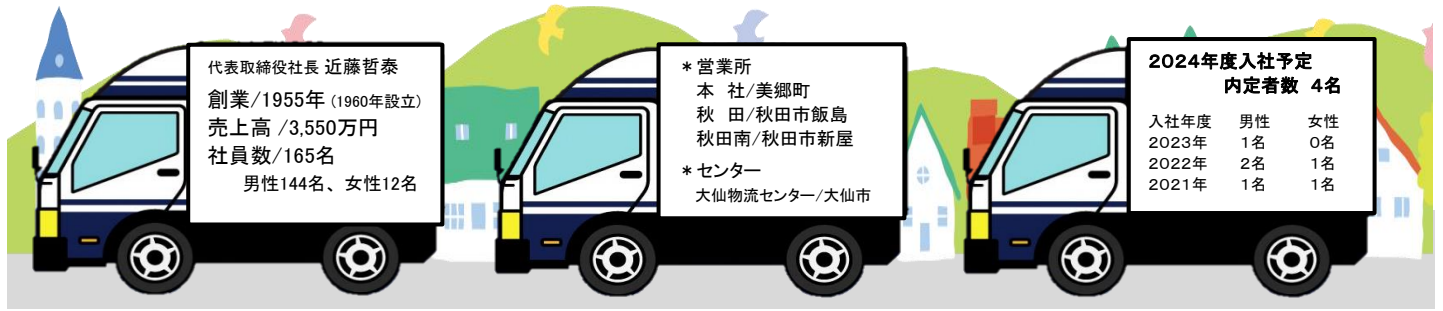 代表取締役社長 近藤哲泰
創業/1955年 (1960年設立)
売上高 /3,550万円
社員数/165名
男性144名、女性12名
＊営業所
本　社/美郷町
秋　田/秋田市飯島
秋田南/秋田市新屋
＊センター
大仙物流センター/大仙市
2024年度入社予定
内定者数 4名
入社年度 男性 女性
2023年 1名 0名
2022年 2名 1名
2021年 1名 1名